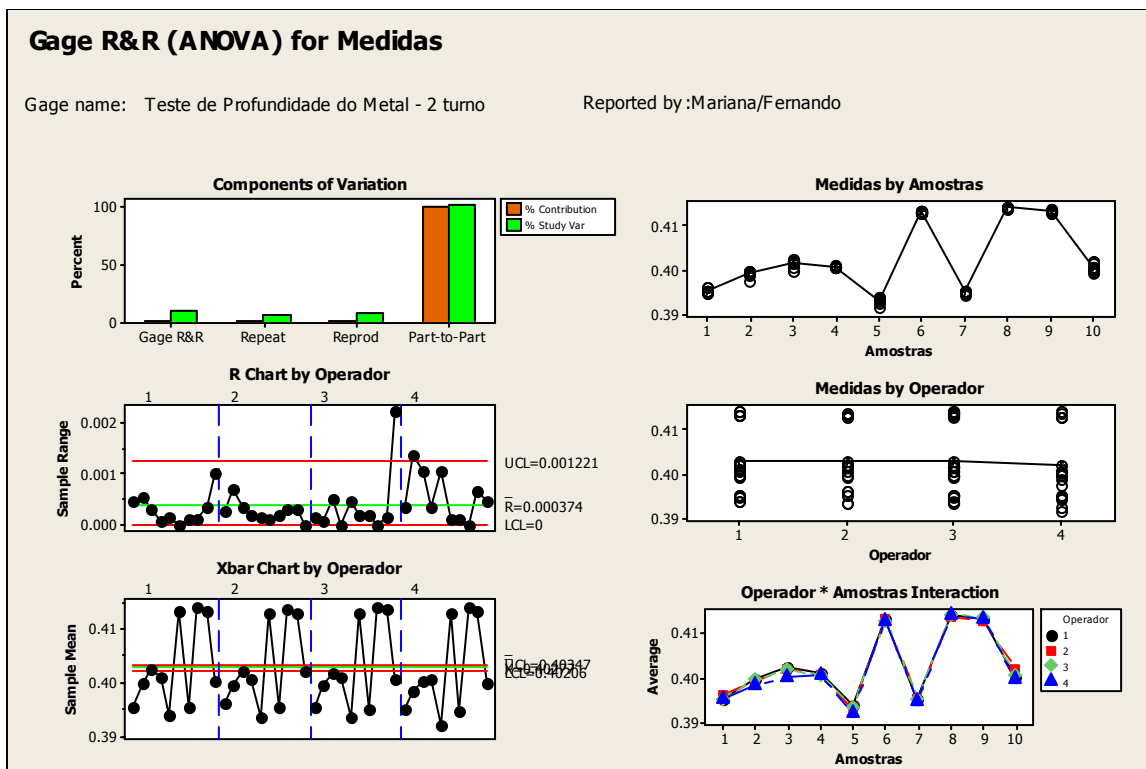 Gage R&R (ANOVA) for Medidas
Gage name: Teste de Profundidade do Metal - 2 turno
Reported by :Mariana/Fernando
Components of Variation
Percent
100
50
0
Gage R&R Repeat Reprod Part-to-Part
% Contribution
% Study Var
R Chart by Operador
1 2 3 4
Sample Range
0.002
0.001
0.000
UCL=0.001221
R=0.000374
LCL=0
Xbar Chart by Operador
1 2 3 4
Sample Mean
0.41
0.40
0.39
UCL=0.40347
LCL=0.40206
Medidas by Amostras
0.41
0.40
0.39
1 2 3 4 5 6 7 8 9 10
Amostras
Medidas by Operador
0.41
0.40
0.39
1 2 3 4
Operador
Operador * Amostras Interaction
Average
0.41
0.40
0.39
1 2 3 4 5 6 7 8 9 10
Amostras
Operador
1
2
3
4